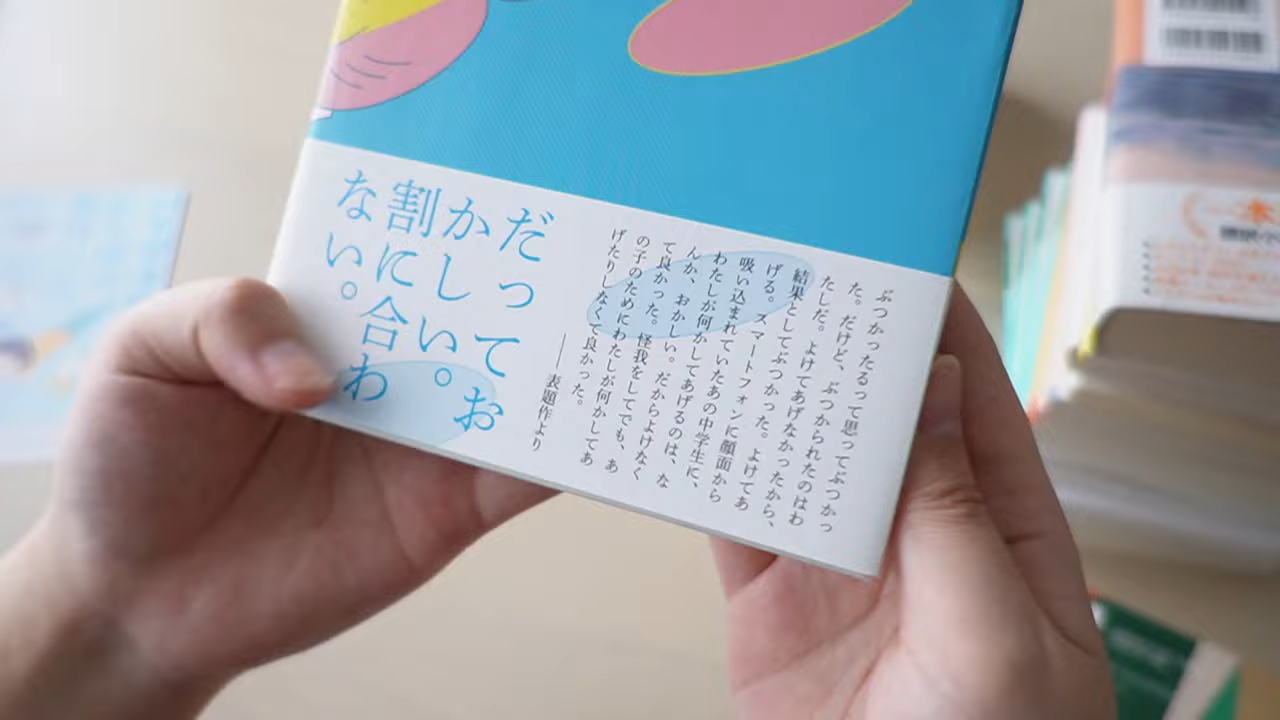 ぶつかったるって思ってぶつかっ
た。だけど、ぶつかられたのはわ
たしだ。よけてあげなかったから、
結果としてぶつかった。よけてあ
げる。スマートフォンに顔面から
吸い込まれていたあの中学生に、
わたしが何かしてあげるのは、な
んか、おかしい。だからよけなく
て良かった。怪我をしてでも、あ
の子のためにわたしが何かしてあ
げたりしなくて良かった。
——表題作より
だってお
かしい。
割に合わ
ない。